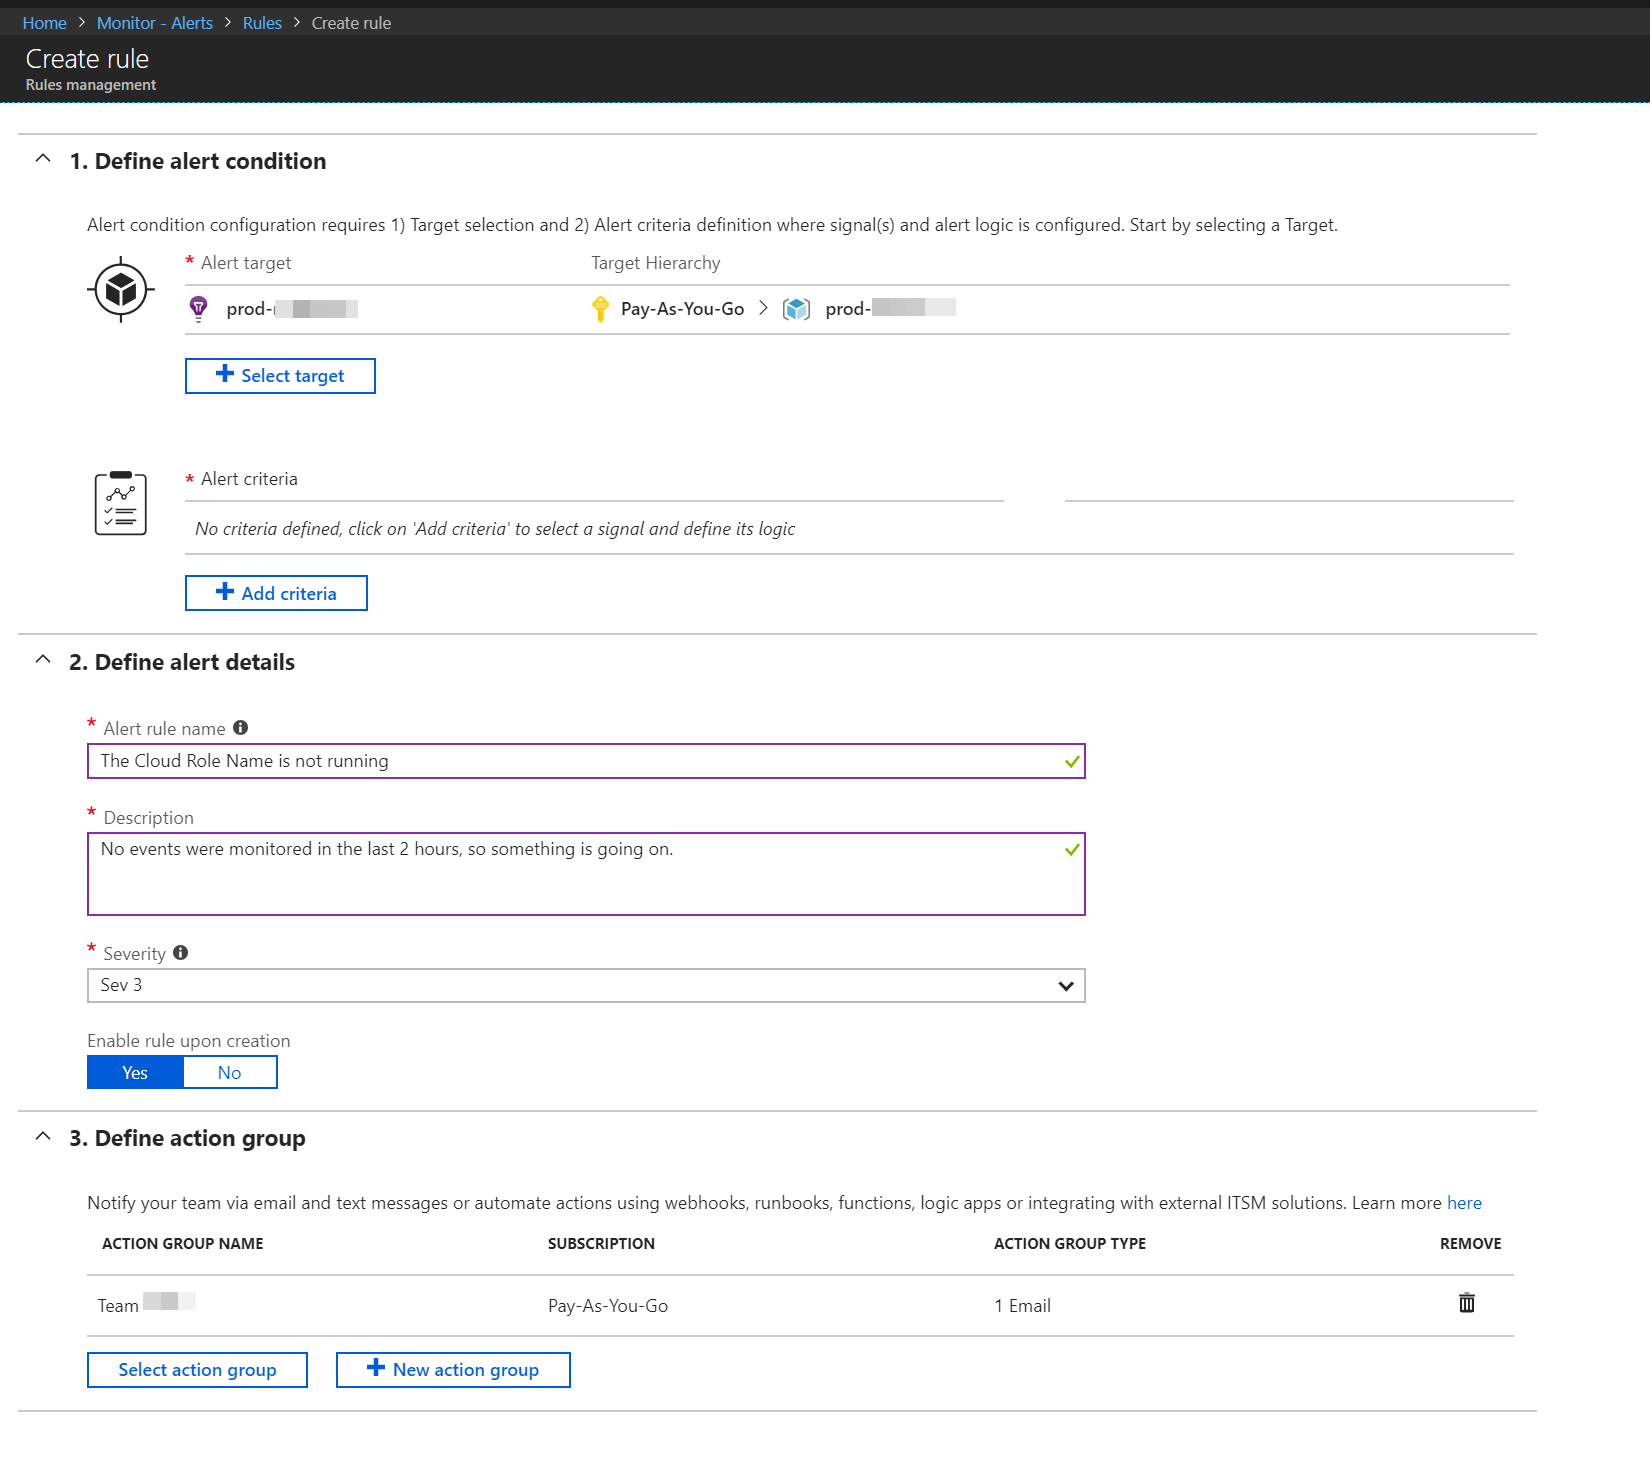 Home > Monitor - Alerts > Rules > Create rule
Create rule
Rules management
1. Define alert condition
Alert condition configuration requires 1) Target selection and 2) Alert criteria definition where signal(s) and alert logic is configured. Start by selecting a Target.
* Alert target Target Hierarchy
prod- Pay-As-You-Go > prod-
+ Select target
* Alert criteria
No criteria defined, click on 'Add criteria' to select a signal and define its logic
+ Add criteria
2. Define alert details
* Alert rule name
The Cloud Role Name is not running
* Description
No events were monitored in the last 2 hours, so something is going on.
* Severity
Sev 3
Enable rule upon creation
Yes No
3. Define action group
Notify your team via email and text messages or automate actions using webhooks, runbooks, functions, logic apps or integrating with external ITSM solutions. Learn more here
ACTION GROUP NAME SUBSCRIPTION ACTION GROUP TYPE REMOVE
Team Pay-As-You-Go 1 Email
Select action group + New action group